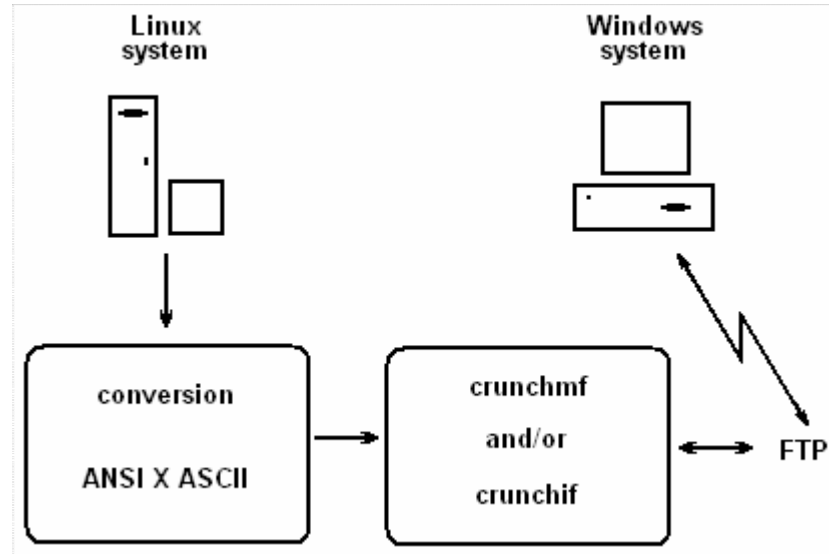 Linux
system
Windows
system
conversion
ANSI X ASCII
crunchmf
and/or
crunchif
FTP